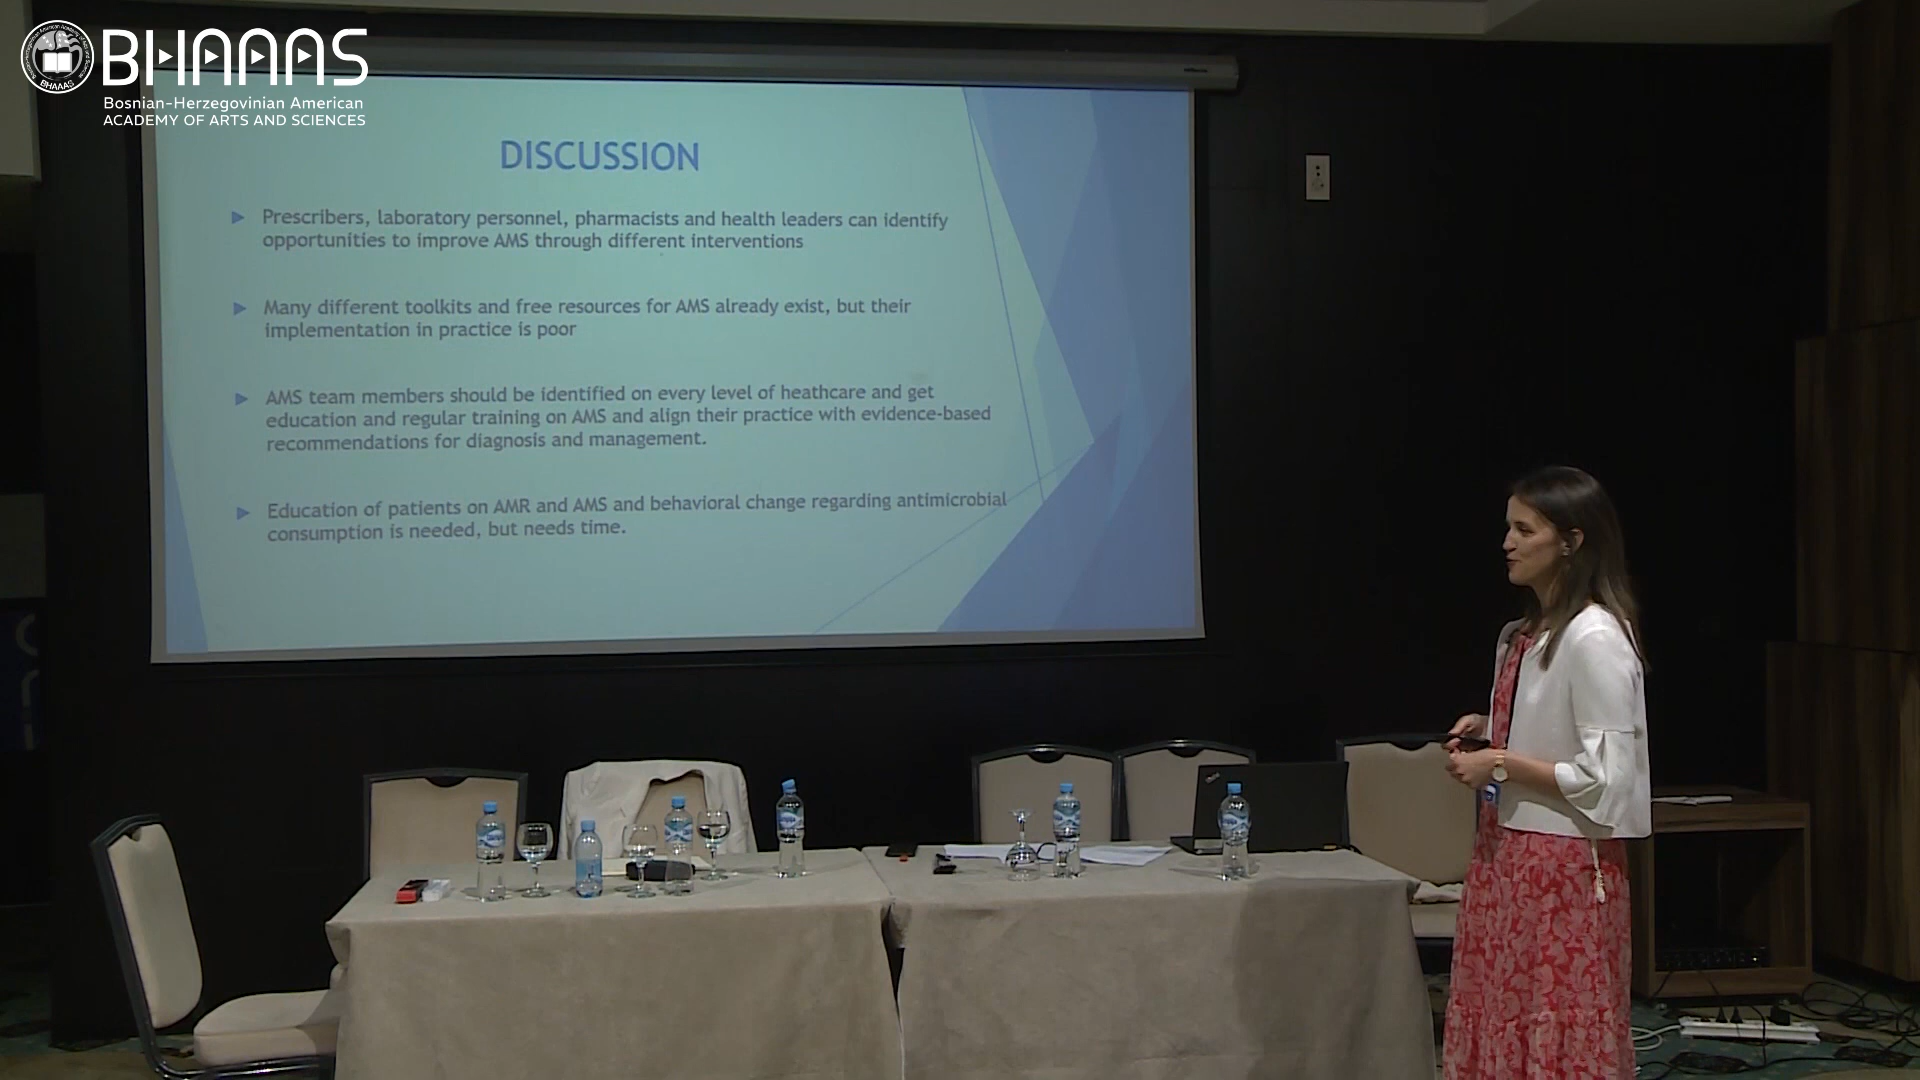 BHAAAS
Bosnian-Herzegovinian American
ACADEMY OF ARTS AND SCIENCES
BHAAAS
DISCUSSION
Prescribers, laboratory personnel, pharmacists and health leaders can identify
opportunities to improve AMS through different interventions
Many different toolkits and free resources for AMS already exist, but their
implementation in practice is poor
AMS team members should be identified on every level of heathcare and get
education and regular training on AMS and align their practice with evidence-based
recommendations for diagnosis and management.
Education of patients on AMR and AMS and behavioral change regarding antimicrobial
consumption is needed, but needs time.